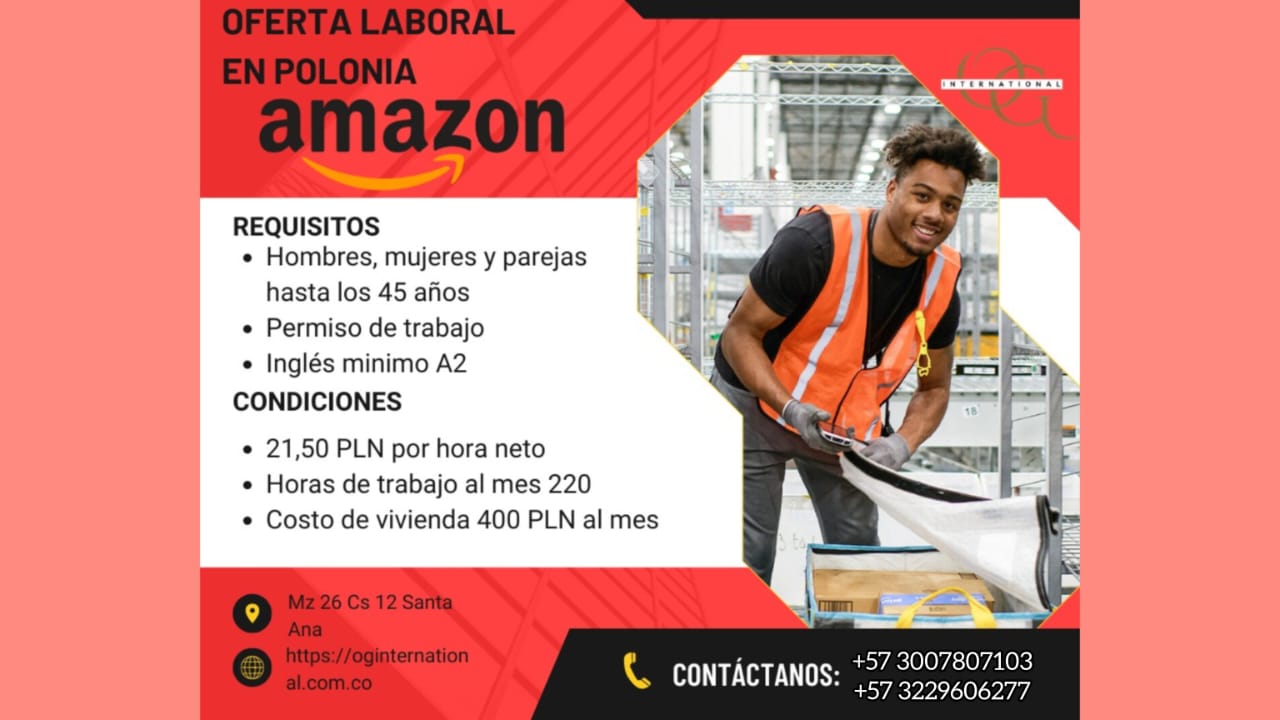 OFERTA LABORAL
EN POLONIA
amazon
INTERNATIONAL
REQUISITOS
• Hombres, mujeres y parejas
hasta los 45 años
• Permiso de trabajo
• Inglés minimo A2
CONDICIONES
• 21,50 PLN por hora neto
• Horas de trabajo al mes 220
• Costo de vivienda 400 PLN al mes
18
Mz 26 Cs 12 Santa
Ana
https://oginternation
al.com.co
CONTÁCTANOS:
+57 3007807103
+57 3229606277